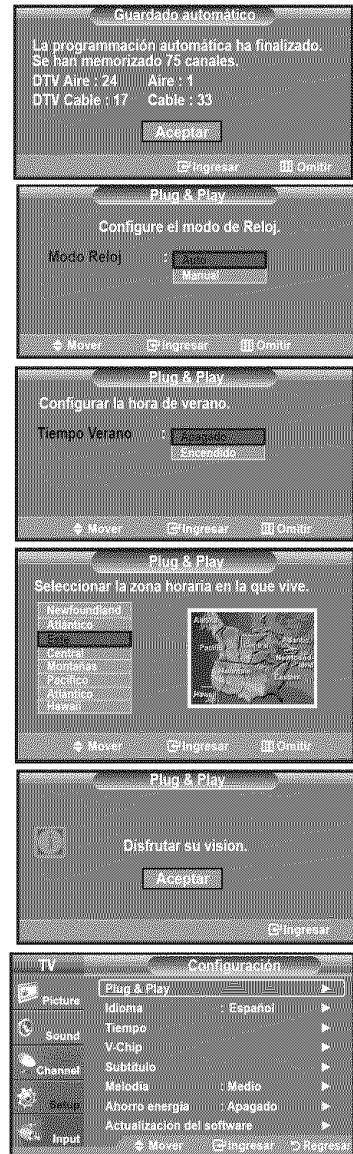 Guardado automático
La programmación automática ha finalizado.
Se han memorizado 75 canales.
DTV Aire : 24 Aire : 1
DTV Cable : 17 Cable : 33
Aceptar
Ingresar Omitir
Plug & Play
Configure el modo de Reloj.
Modo Reloj : Auto
Manual
Mover Ingresar Omitir
Plug & Play
Configurar la hora de verano.
Tiempo Verano : Apagado
Encendido
Mover Ingresar Omitir
Plug & Play
Seleccionar la zona horaria en la que vive.
Newfoundland
Atlántico
Este
Central
Montañas
Pacífico
Atlantico
Hawaii
Mover Ingresar Omitir
Plug & Play
Disfrutar su vision.
Aceptar
Ingresar
TV Configuración
Picture
Sound
Channel
Setup
Input
Plug & Play
Idioma : Español
Tiempo
V-Chip
Subtitulo
Melodía : Medio
Ahorro energía : Apagado
Actualización del software
Mover Ingresar Regresar